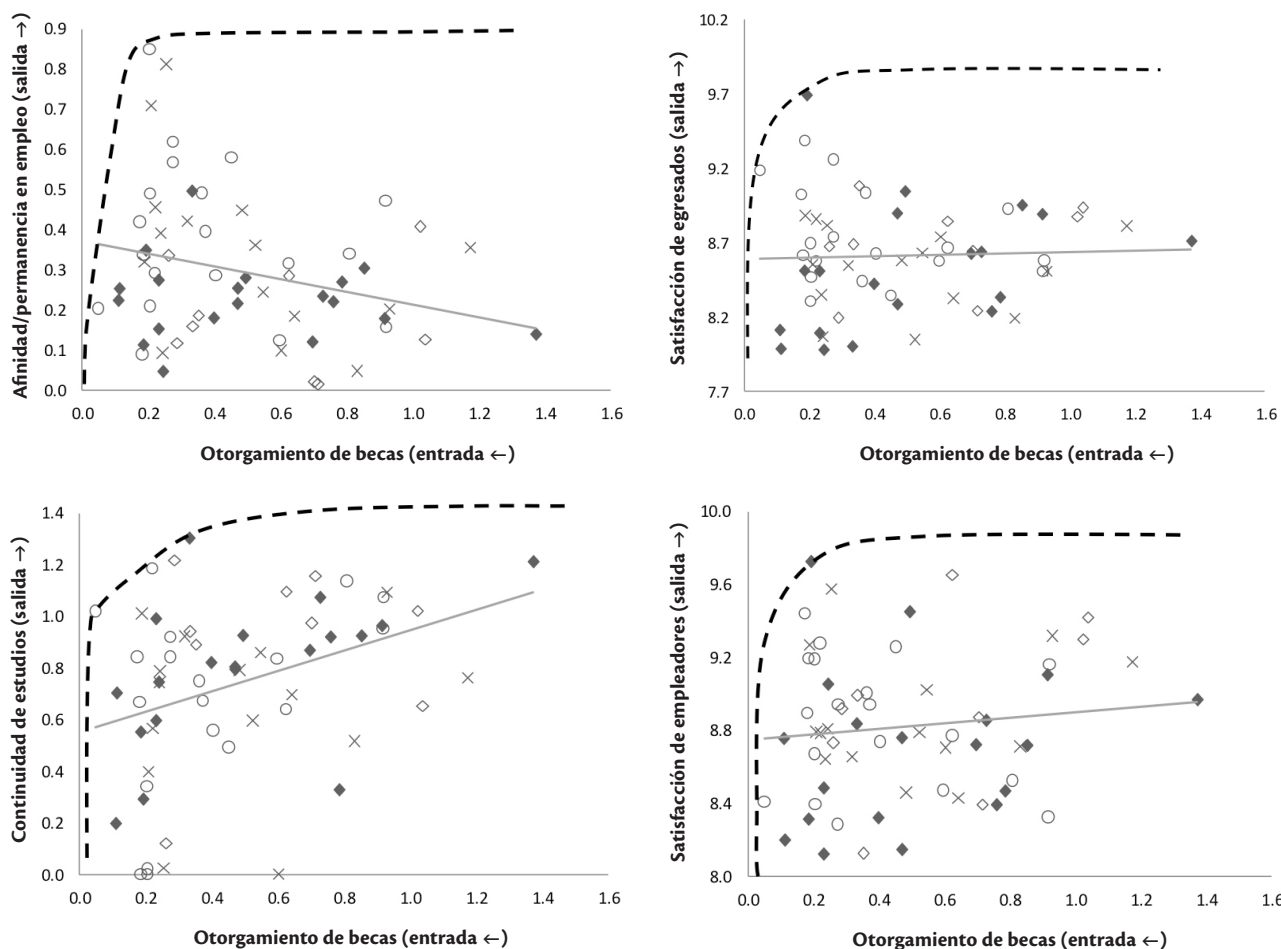 Afinidad/permanencia en empleo (salida →)
0.9
0.8
0.7
0.6
0.5
0.4
0.3
0.2
0.1
0.0
0.0 0.2 0.4 0.6 0.8 1.0 1.2 1.4 1.6
Otorgamiento de becas (entrada ←)
Satisfacción de egresados (salida →)
10.2
9.7
9.2
8.7
8.2
7.7
0.0 0.2 0.4 0.6 0.8 1.0 1.2 1.4 1.6
Otorgamiento de becas (entrada ←)
Continuidad de estudios (salida →)
1.4
1.2
1.0
0.8
0.6
0.4
0.2
0.0
0.0 0.2 0.4 0.6 0.8 1.0 1.2 1.4 1.6
Otorgamiento de becas (entrada ←)
Satisfacción de empleadores (salida →)
10.0
9.6
9.2
8.8
8.4
8.0
0.0 0.2 0.4 0.6 0.8 1.0 1.2 1.4 1.6
Otorgamiento de becas (entrada ←)